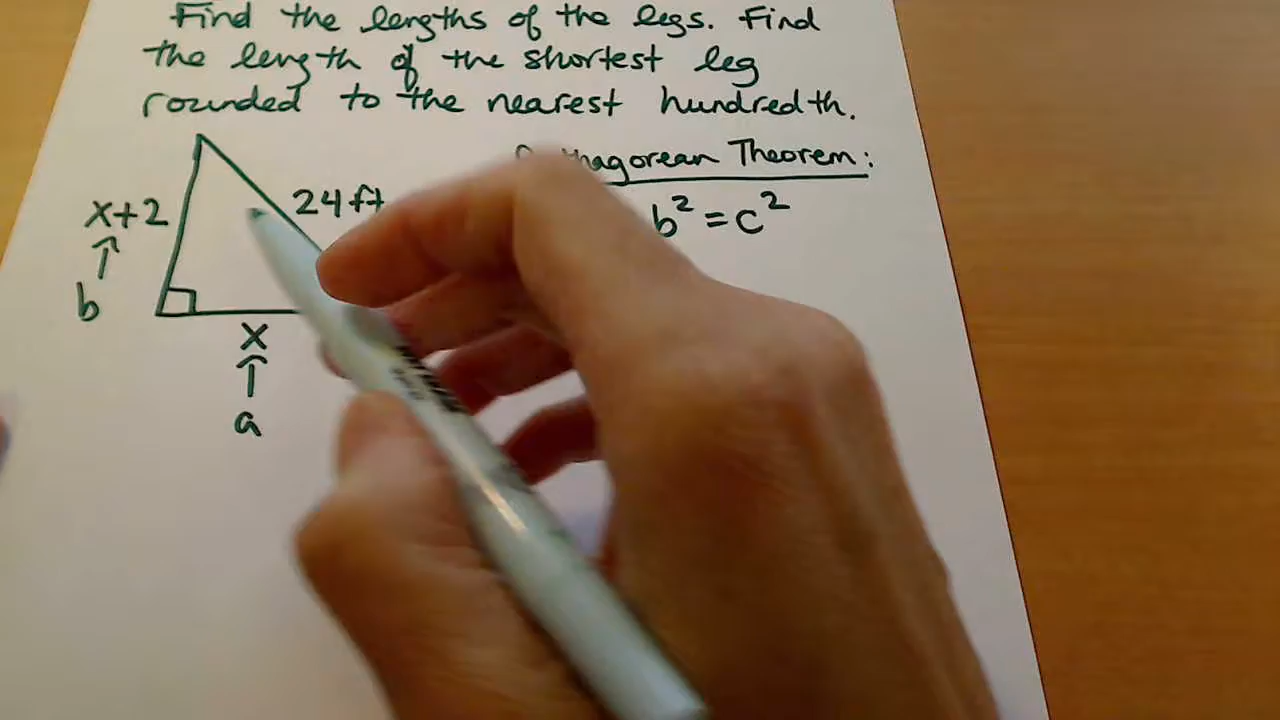 Find the lengths of the legs. Find
the length of the shortest leg
rounded to the nearest hundredth.
Theorem:
24 ft
x+2
b² = c²
↑
b
x
↑
a